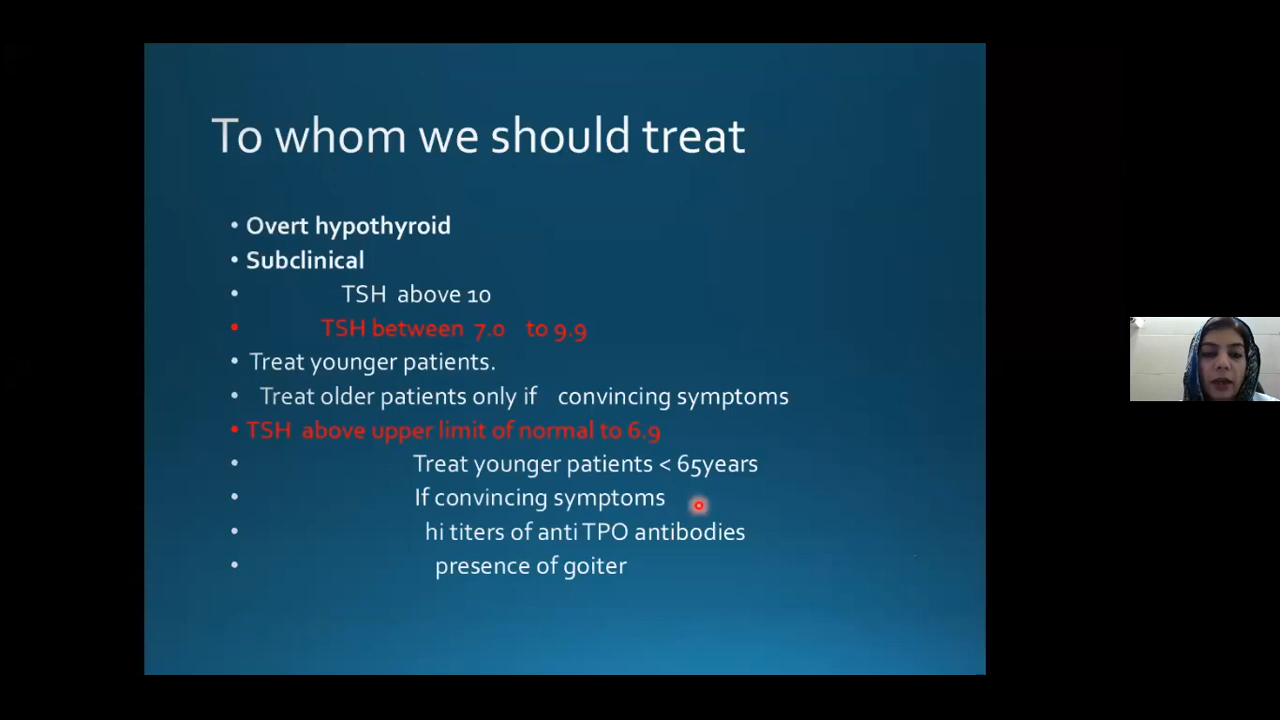 To whom we should treat
• Overt hypothyroid
• Subclinical
• TSH above 10
• TSH between 7.0 to 9.9
• Treat younger patients.
• Treat older patients only if convincing symptoms
• TSH above upper limit of normal to 6.9
• Treat younger patients < 65years
• If convincing symptoms
• hi titers of anti TPO antibodies
• presence of goiter